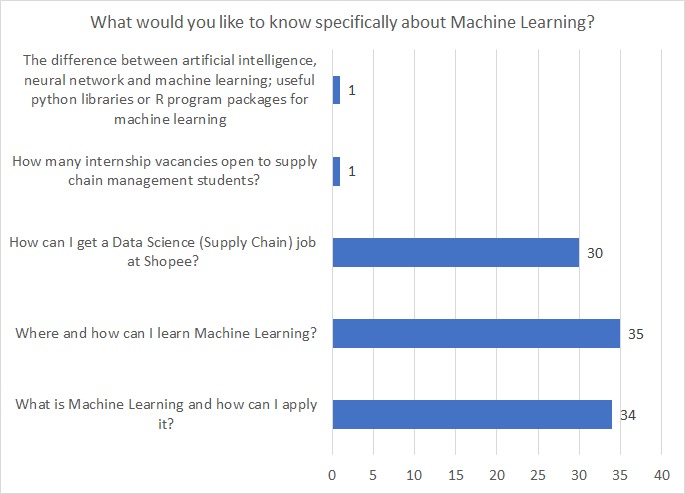 What would you like to know specifically about Machine Learning?
The difference between artificial intelligence,
neural network and machine learning; useful
python libraries or R program packages for
machine learning
1
How many internship vacancies open to supply
chain management students?
1
How can I get a Data Science (Supply Chain) job
at Shopee?
30
Where and how can I learn Machine Learning?
35
What is Machine Learning and how can I apply
it?
34
0 5 10 15 20 25 30 35 40